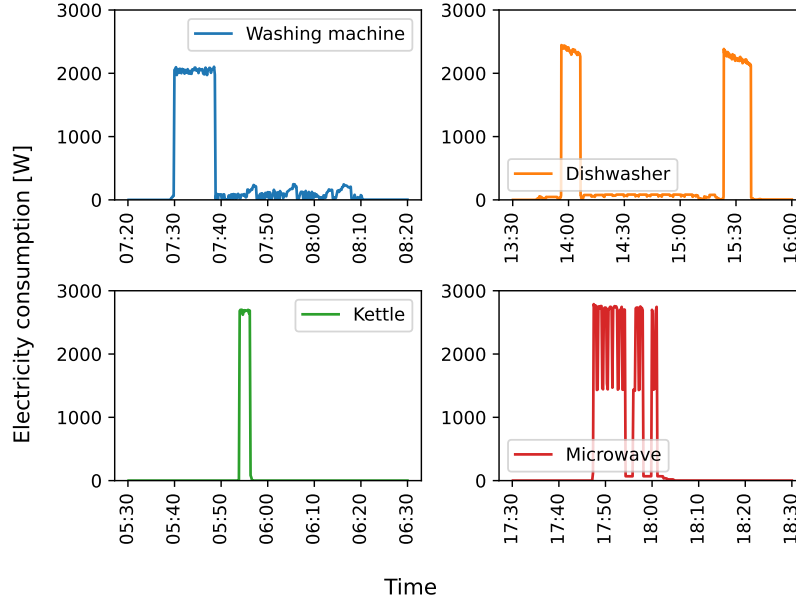 Electricity consumption [W]
3000
2000
1000
0
Washing machine
07:20 07:30 07:40 07:50 08:00 08:10 08:20
Dishwasher
13:30 14:00 14:30 15:00 15:30 16:00
3000
2000
1000
0
3000
2000
1000
0
Kettle
05:30 05:40 05:50 06:00 06:10 06:20 06:30
3000
2000
1000
0
Microwave
17:30 17:40 17:50 18:00 18:10 18:20 18:30
Time